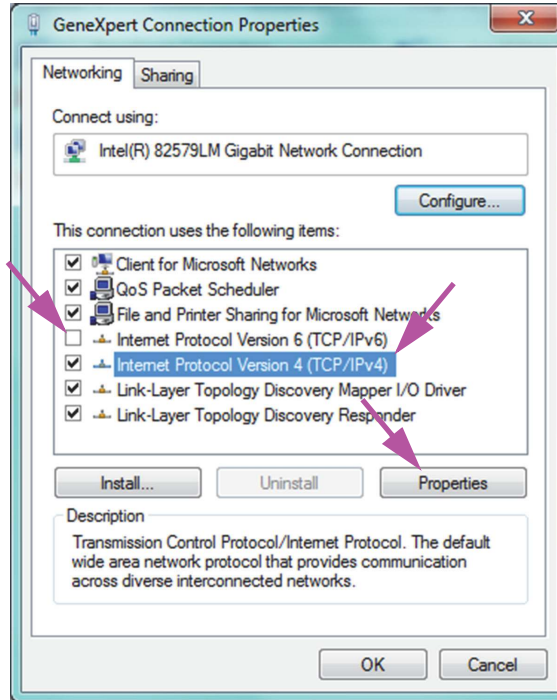 GeneXpert Connection Properties
Networking
Sharing
Connect using:
Intel(R) 82579LM Gigabit Network Connection
Configure...
This connection uses the following items:
Client for Microsoft Networks
QoS Packet Scheduler
File and Printer Sharing for Microsoft Networks
Internet Protocol Version 6 (TCP/IPv6)
Internet Protocol Version 4 (TCP/IPv4)
Link-Layer Topology Discovery Mapper I/O Driver
Link-Layer Topology Discovery Responder
Install...
Uninstall
Properties
Description
Transmission Control Protocol/Internet Protocol. The default
wide area network protocol that provides communication
across diverse interconnected networks.
OK
Cancel